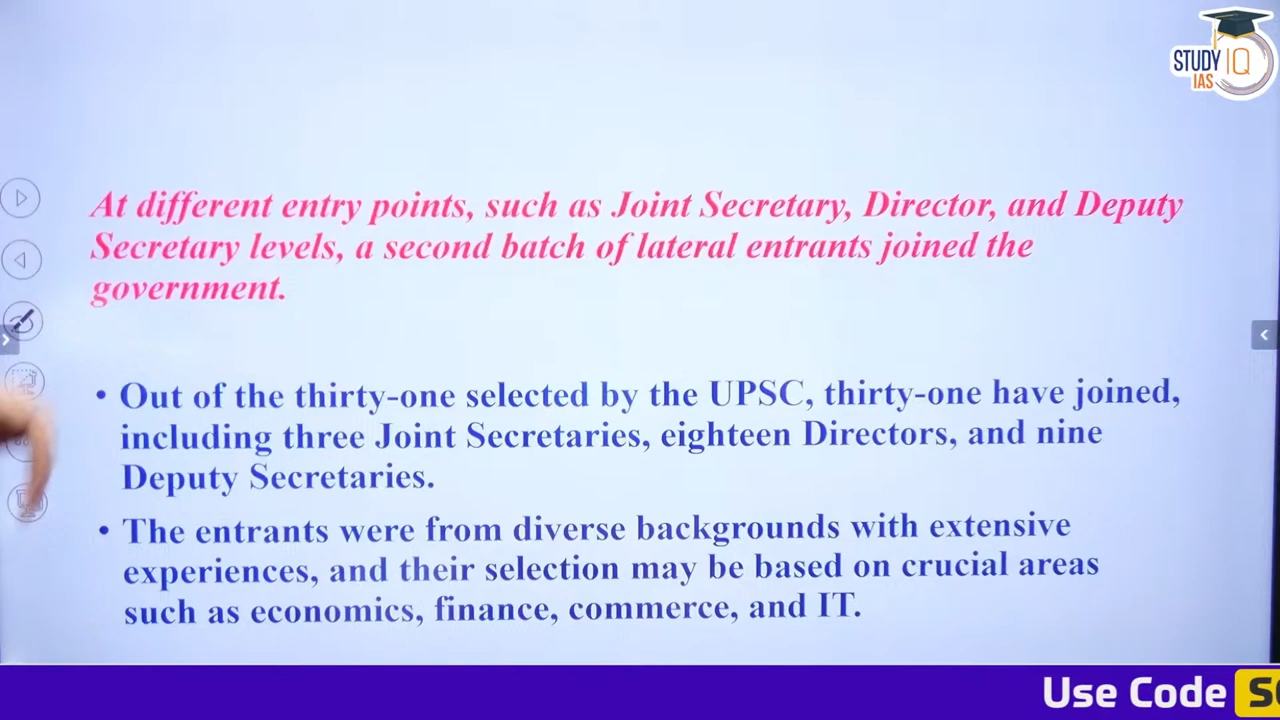 STUDY IQ
IAS
At different entry points, such as Joint Secretary, Director, and Deputy
Secretary levels, a second batch of lateral entrants joined the
government.
• Out of the thirty-one selected by the UPSC, thirty-one have joined,
including three Joint Secretaries, eighteen Directors, and nine
Deputy Secretaries.
• The entrants were from diverse backgrounds with extensive
experiences, and their selection may be based on crucial areas
such as economics, finance, commerce, and IT.
Use Code